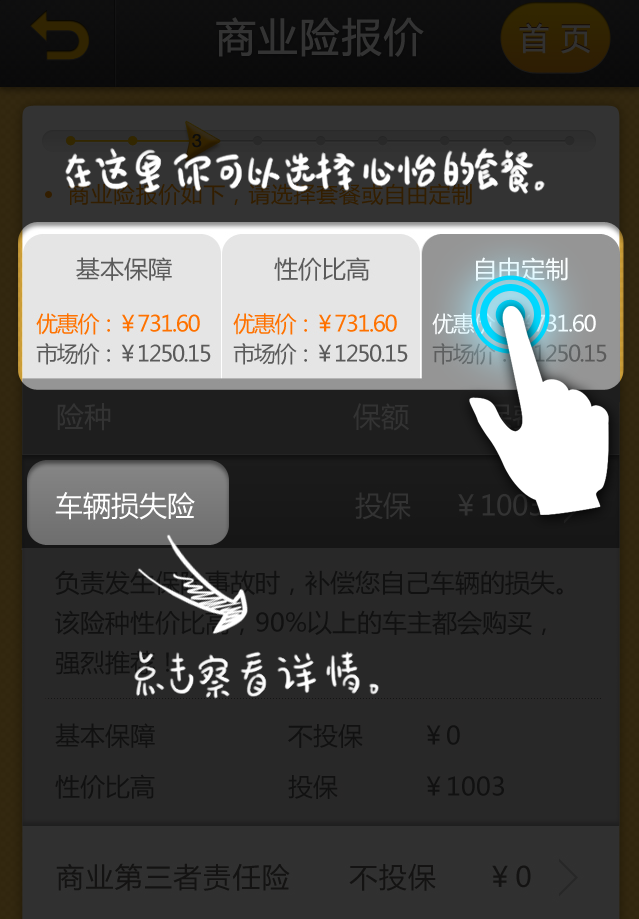 商业险报价
首 页
3
在这里你可以选择心怡的套餐。
• 商业险报价如下，请选择套餐或自由定制
基本保障 性价比高 自由定制
优惠价：￥731.60 优惠价：￥731.60 优惠 731.60
市场价：￥1250.15 市场价：￥1250.15 市场价 1250.15
险种 保额
车辆损失险 投保 ￥1003
负责发生保 事故时，补偿您自己车辆的损失。
该险种性价比高，90%以上的车主都会购买，
强烈推荐！
点击察看详情。
基本保障 不投保 ￥0
性价比高 投保 ￥1003
商业第三者责任险 不投保 ￥0